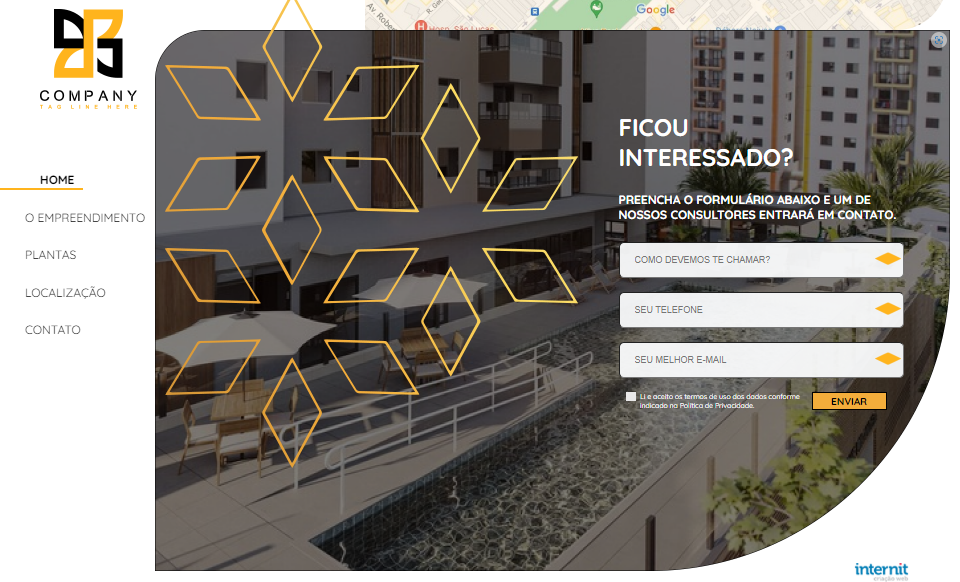 Av. Robe
R. Ga
Hosp. São Lucas
Google
COMPANY
TAG LINE HERE
HOME
O EMPREENDIMENTO
PLANTAS
LOCALIZAÇÃO
CONTATO
FICOU
INTERESSADO?
PREENCHA O FORMULÁRIO ABAIXO E UM DE
NOSSOS CONSULTORES ENTRARÁ EM CONTATO.
COMO DEVEMOS TE CHAMAR?
SEU TELEFONE
SEU MELHOR E-MAIL
Li e aceito os termos de uso dos dados conforme
indicado na Política de Privacidade.
ENVIAR
internit
criação web